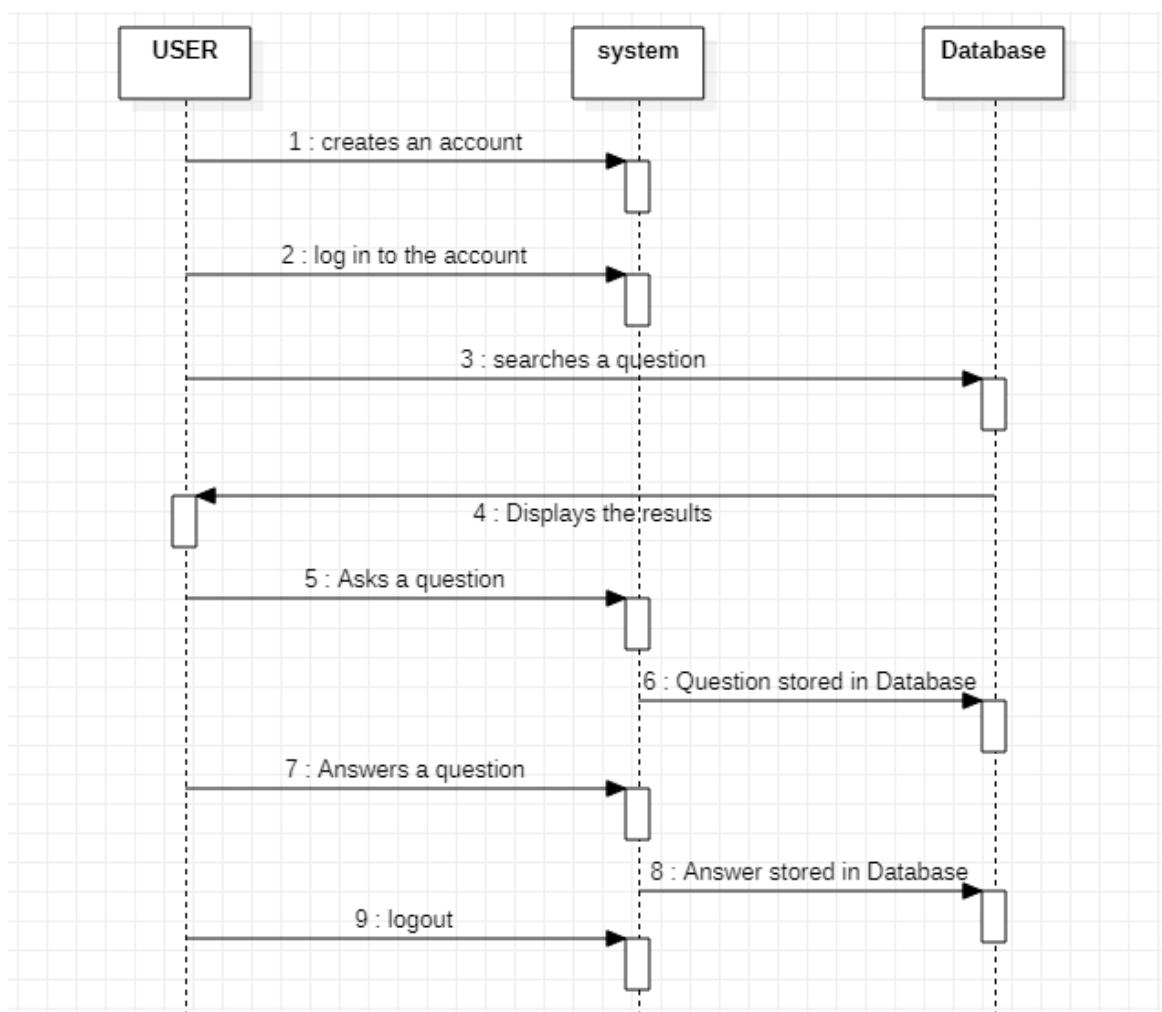 USER
system
Database
1 : creates an account
2 : log in to the account
3 : searches a question
4 : Displays the results
5 : Asks a question
6 : Question stored in Database
7 : Answers a question
8 : Answer stored in Database
9 : logout